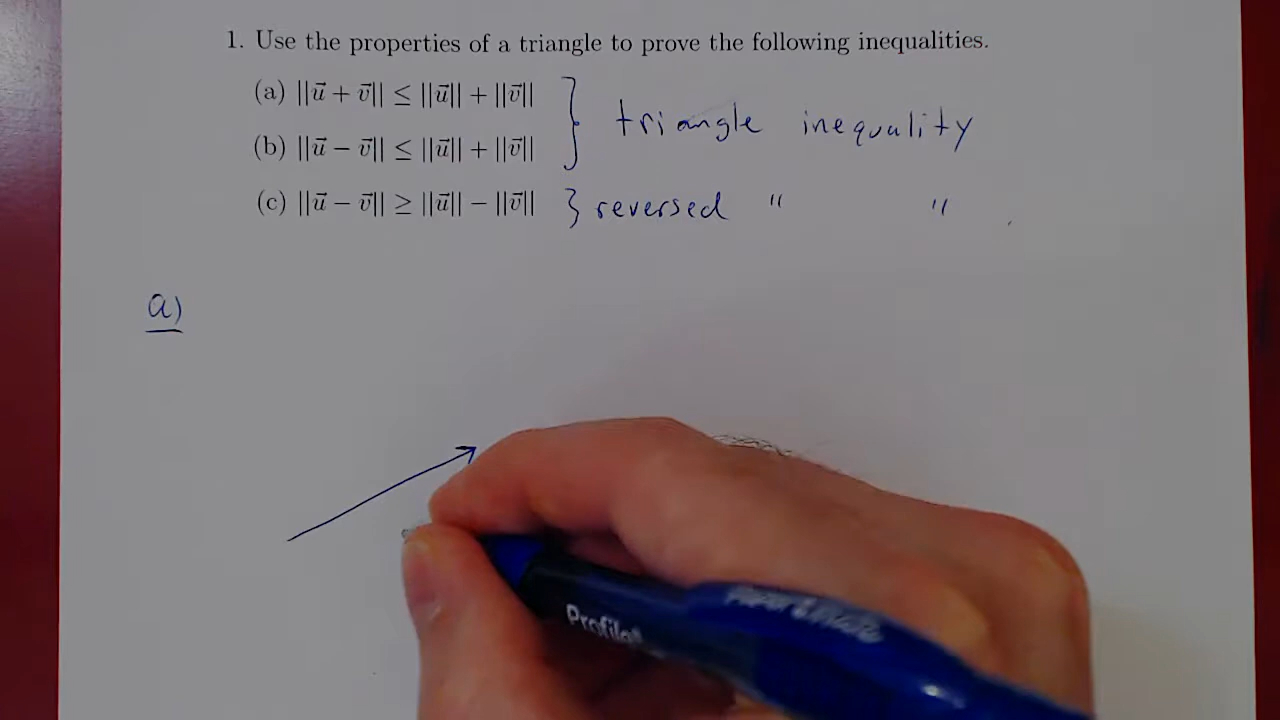 1. Use the properties of a triangle to prove the following inequalities.
(a) ||u⃗ + v⃗|| ≤ ||u⃗|| + ||v⃗|| } triangle inequality
(b) ||u⃗ − v⃗|| ≤ ||u⃗|| + ||v⃗||
(c) ||u⃗ − v⃗|| ≥ ||u⃗|| − ||v⃗|| } reversed " "
a)
Profile